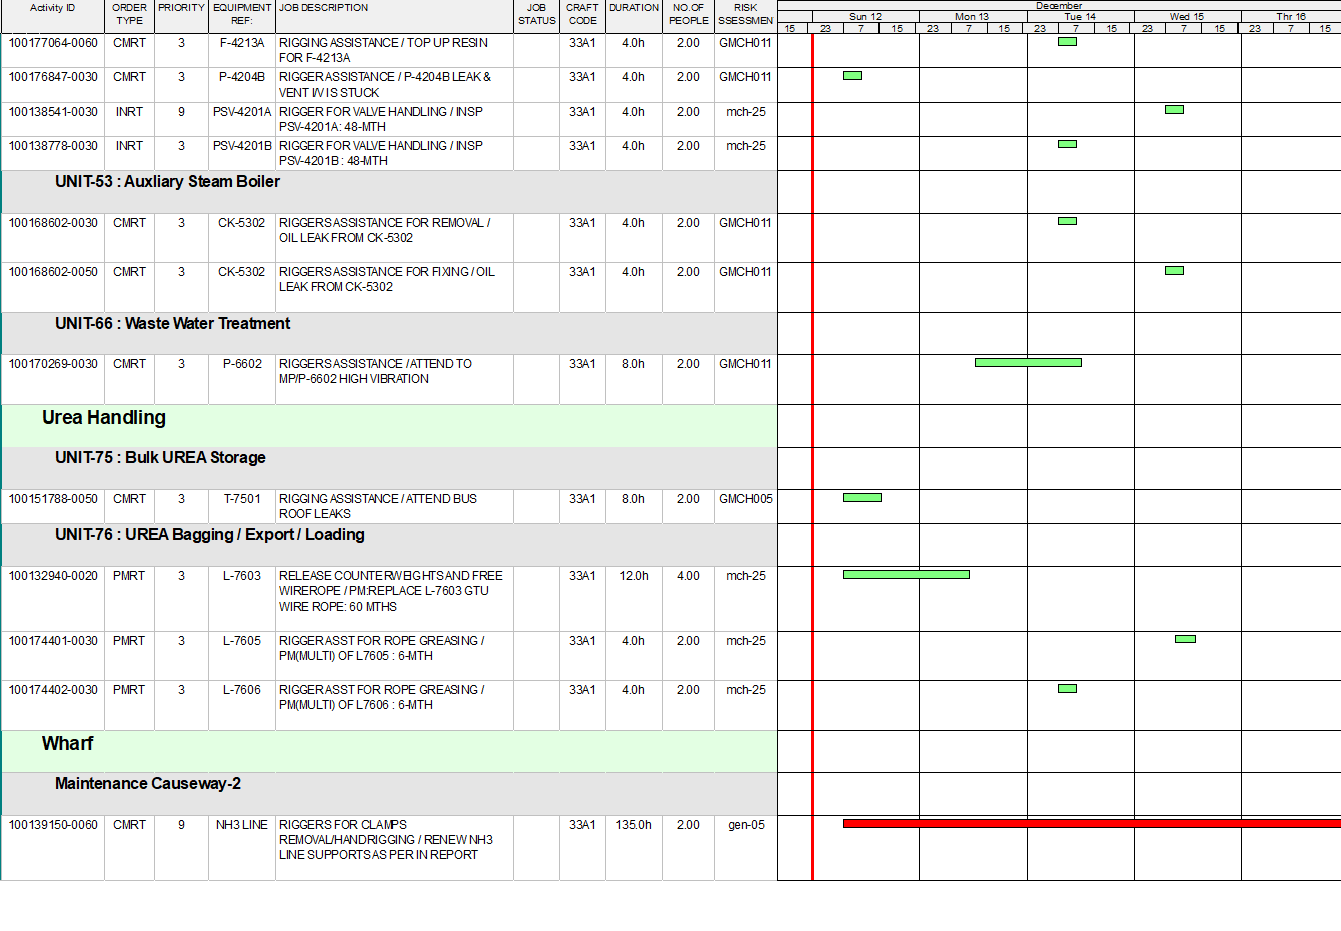 Activity ID ORDER TYPE PRIORITY EQUIPMENT REF: JOB DESCRIPTION JOB STATUS CRAFT CODE DURATION NO.OF PEOPLE RISK SSESSMEN
December
Sun 12 Mon 13 Tue 14 Wed 15 Thr 16
15 23 7 15 23 7 15 23 7 15 23 7 15 23 7 15
100177064-0060 CMRT 3 F-4213A RIGGING ASSISTANCE / TOP UP RESIN 33A1 4.0h 2.00 GMCH011
FOR F-4213A
100176847-0030 CMRT 3 P-4204B RIGGER ASSISTANCE / P-4204B LEAK & 33A1 4.0h 2.00 GMCH011
VENT I/V IS STUCK
100138541-0030 INRT 9 PSV-4201A RIGGER FOR VALVE HANDLING / INSP 33A1 4.0h 2.00 mch-25
PSV-4201A: 48-MTH
100138778-0030 INRT 3 PSV-4201B RIGGER FOR VALVE HANDLING / INSP 33A1 4.0h 2.00 mch-25
PSV-4201B : 48-MTH
UNIT-53 : Auxliary Steam Boiler
100168602-0030 CMRT 3 CK-5302 RIGGERS ASSISTANCE FOR REMOVAL / 33A1 4.0h 2.00 GMCH011
OIL LEAK FROM CK-5302
100168602-0050 CMRT 3 CK-5302 RIGGERS ASSISTANCE FOR FIXING / OIL 33A1 4.0h 2.00 GMCH011
LEAK FROM CK-5302
UNIT-66 : Waste Water Treatment
100170269-0030 CMRT 3 P-6602 RIGGERS ASSISTANCE / ATTEND TO 33A1 8.0h 2.00 GMCH011
MP/P-6602 HIGH VIBRATION
Urea Handling
UNIT-75 : Bulk UREA Storage
100151788-0050 CMRT 3 T-7501 RIGGING ASSISTANCE / ATTEND BUS 33A1 8.0h 2.00 GMCH005
ROOF LEAKS
UNIT-76 : UREA Bagging / Export / Loading
100132940-0020 PMRT 3 L-7603 RELEASE COUNTERWEIGHTS AND FREE 33A1 12.0h 4.00 mch-25
WIREROPE / PM:REPLACE L-7603 GTU
WIRE ROPE: 60 MTHS
100174401-0030 PMRT 3 L-7605 RIGGER ASST FOR ROPE GREASING / 33A1 4.0h 2.00 mch-25
PM(MULTI) OF L7605 : 6-MTH
100174402-0030 PMRT 3 L-7606 RIGGER ASST FOR ROPE GREASING / 33A1 4.0h 2.00 mch-25
PM(MULTI) OF L7606 : 6-MTH
Wharf
Maintenance Causeway-2
100139150-0060 CMRT 9 NH3 LINE RIGGERS FOR CLAMPS 33A1 135.0h 2.00 gen-05
REMOVAL/HANDRIGGING / RENEW NH3
LINE SUPPORTS AS PER IN REPORT